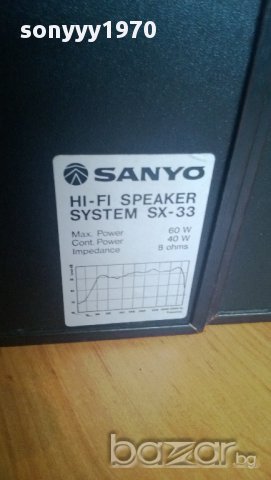 sonyyy1970
SANYO
HI-FI SPEAKER
SYSTEM SX-33
Max. Power 60 W
Cont. Power 40 W
Impedance 8 ohms
bazar.bg